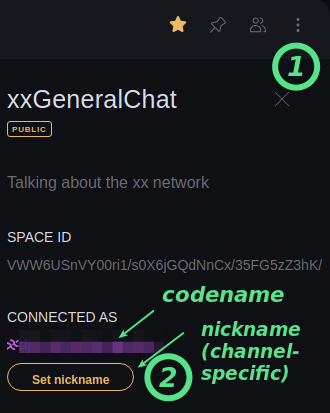 1
xxGeneralChat
PUBLIC
Talking about the xx network
SPACE ID
VWW6USnVY00ri1/s0X6jGQdNnCx/35FG5zZ3hK/
codename
CONNECTED AS
nickname
(channel-
specific)
Set nickname
2